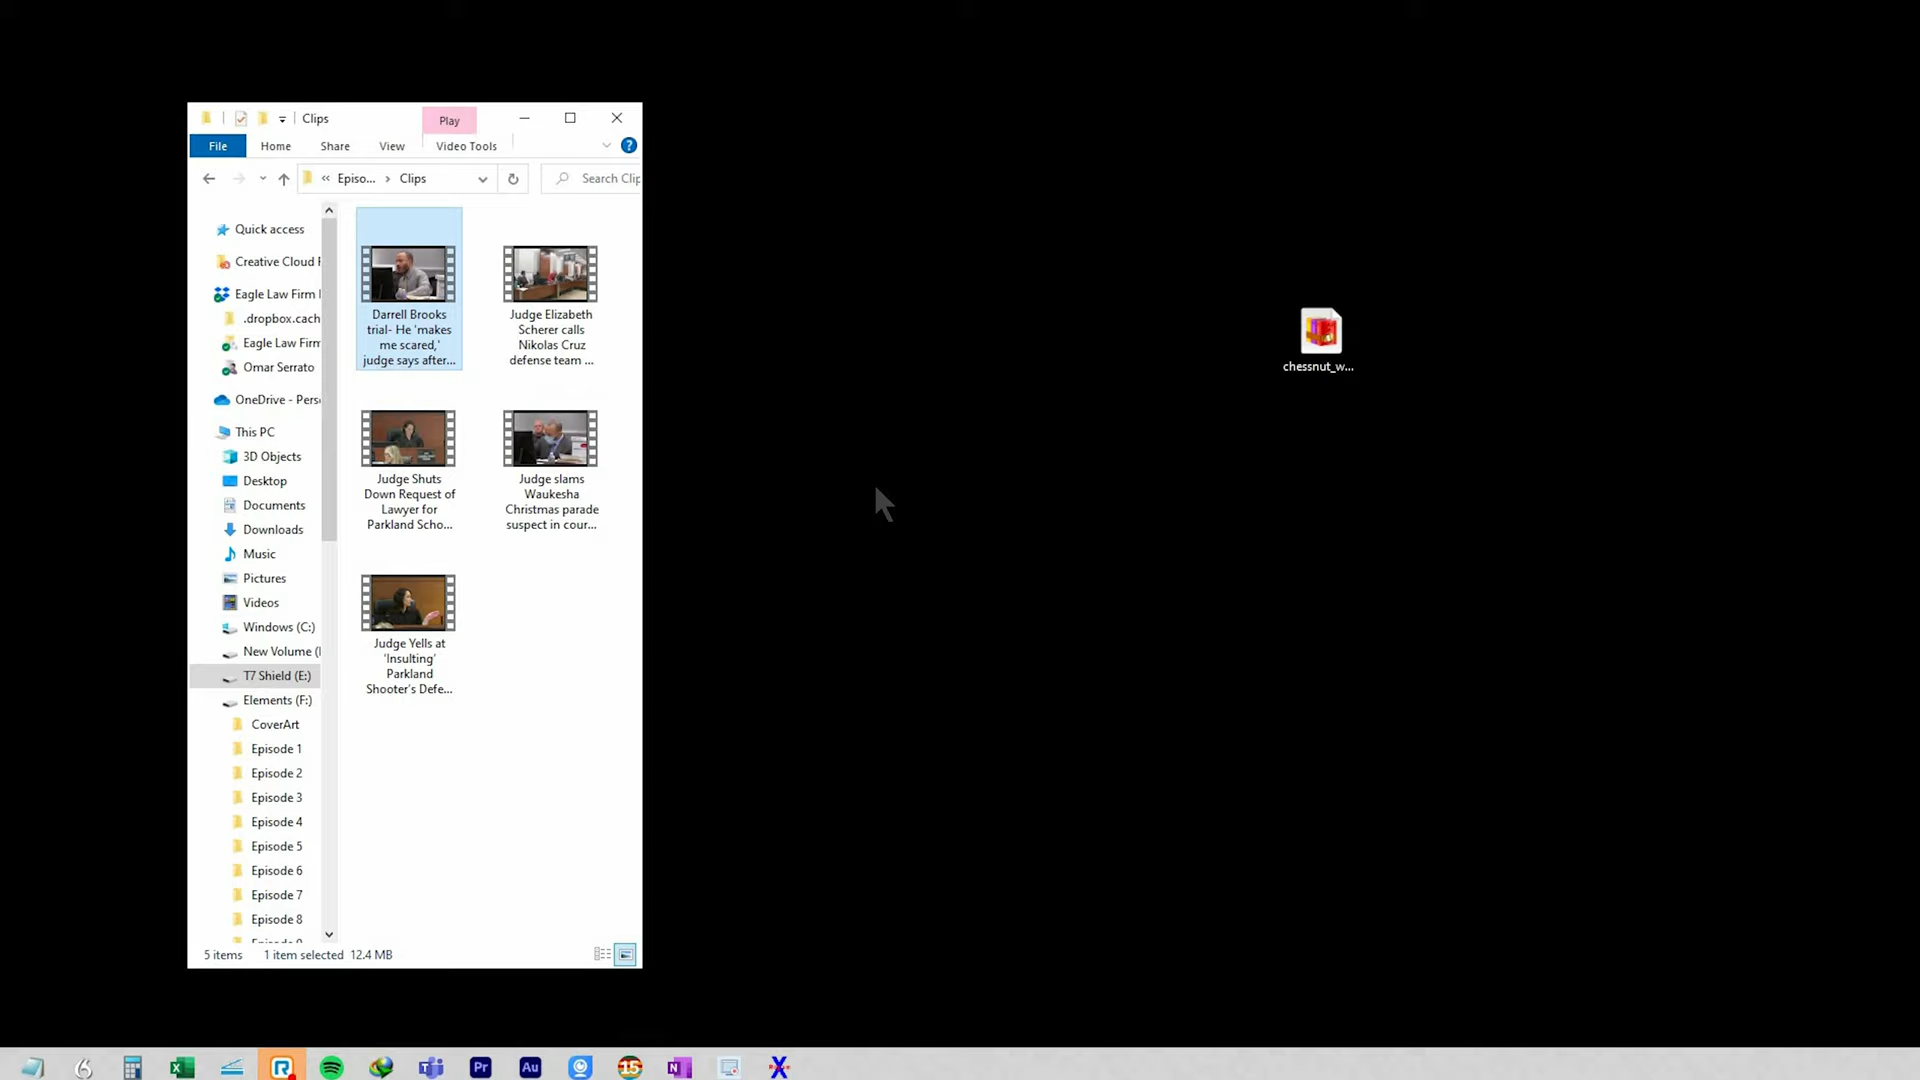 Clips
Play
File
Home
Share
View
Video Tools
?
« Episo... › Clips
Search Clip
Quick access
Creative Cloud F
Eagle Law Firm
.dropbox.cach
Eagle Law Firm
Omar Serrato
OneDrive - Perso
This PC
3D Objects
Desktop
Documents
Downloads
Music
Pictures
Videos
Windows (C:)
New Volume (
T7 Shield (E:)
Elements (F:)
CoverArt
Episode 1
Episode 2
Episode 3
Episode 4
Episode 5
Episode 6
Episode 7
Episode 8
Darrell Brooks
trial- He 'makes
me scared,'
judge says after...
Judge Elizabeth
Scherer calls
Nikolas Cruz
defense team ...
Judge Shuts
Down Request of
Lawyer for
Parkland Scho...
Judge slams
Waukesha
Christmas parade
suspect in cour...
Judge Yells at
'Insulting'
Parkland
Shooter's Defe...
5 items
1 item selected
12.4 MB
chessnut_w...
Pr
Au
15
N
X